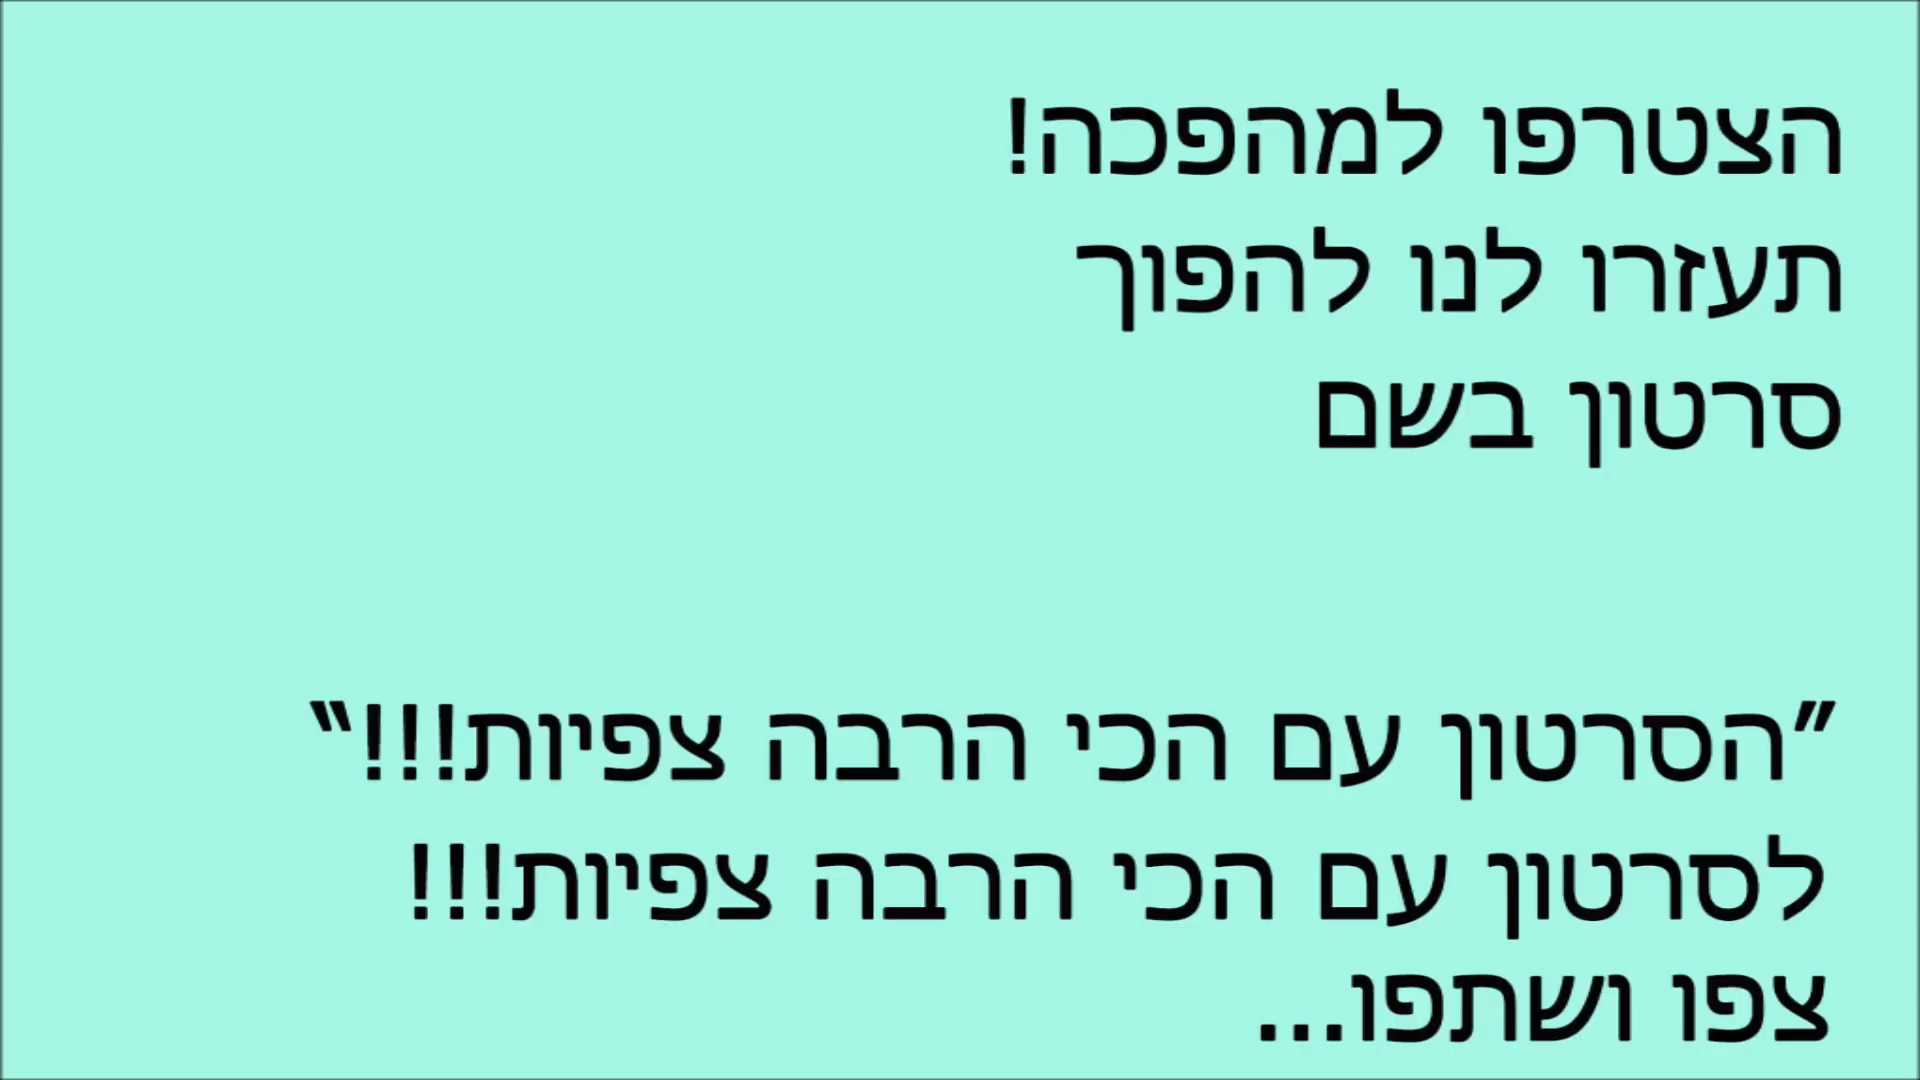 הצטרפו למהפכה!
תעזרו לנו להפוך
סרטון בשם
"הסרטון עם הכי הרבה צפיות!!!"
לסרטון עם הכי הרבה צפיות!!!
צפו ושתפו...